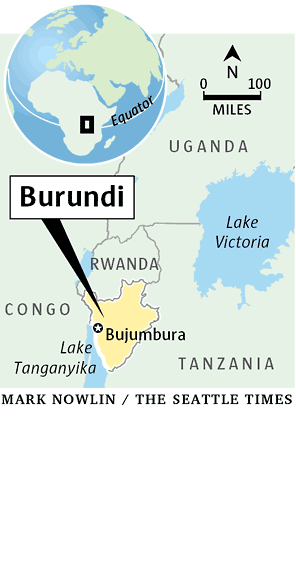 Equator
N
0 100
MILES
UGANDA
Burundi
Lake
Victoria
RWANDA
CONGO
Bujumbura
Lake
Tanganyika
TANZANIA
MARK NOWLIN / THE SEATTLE TIMES